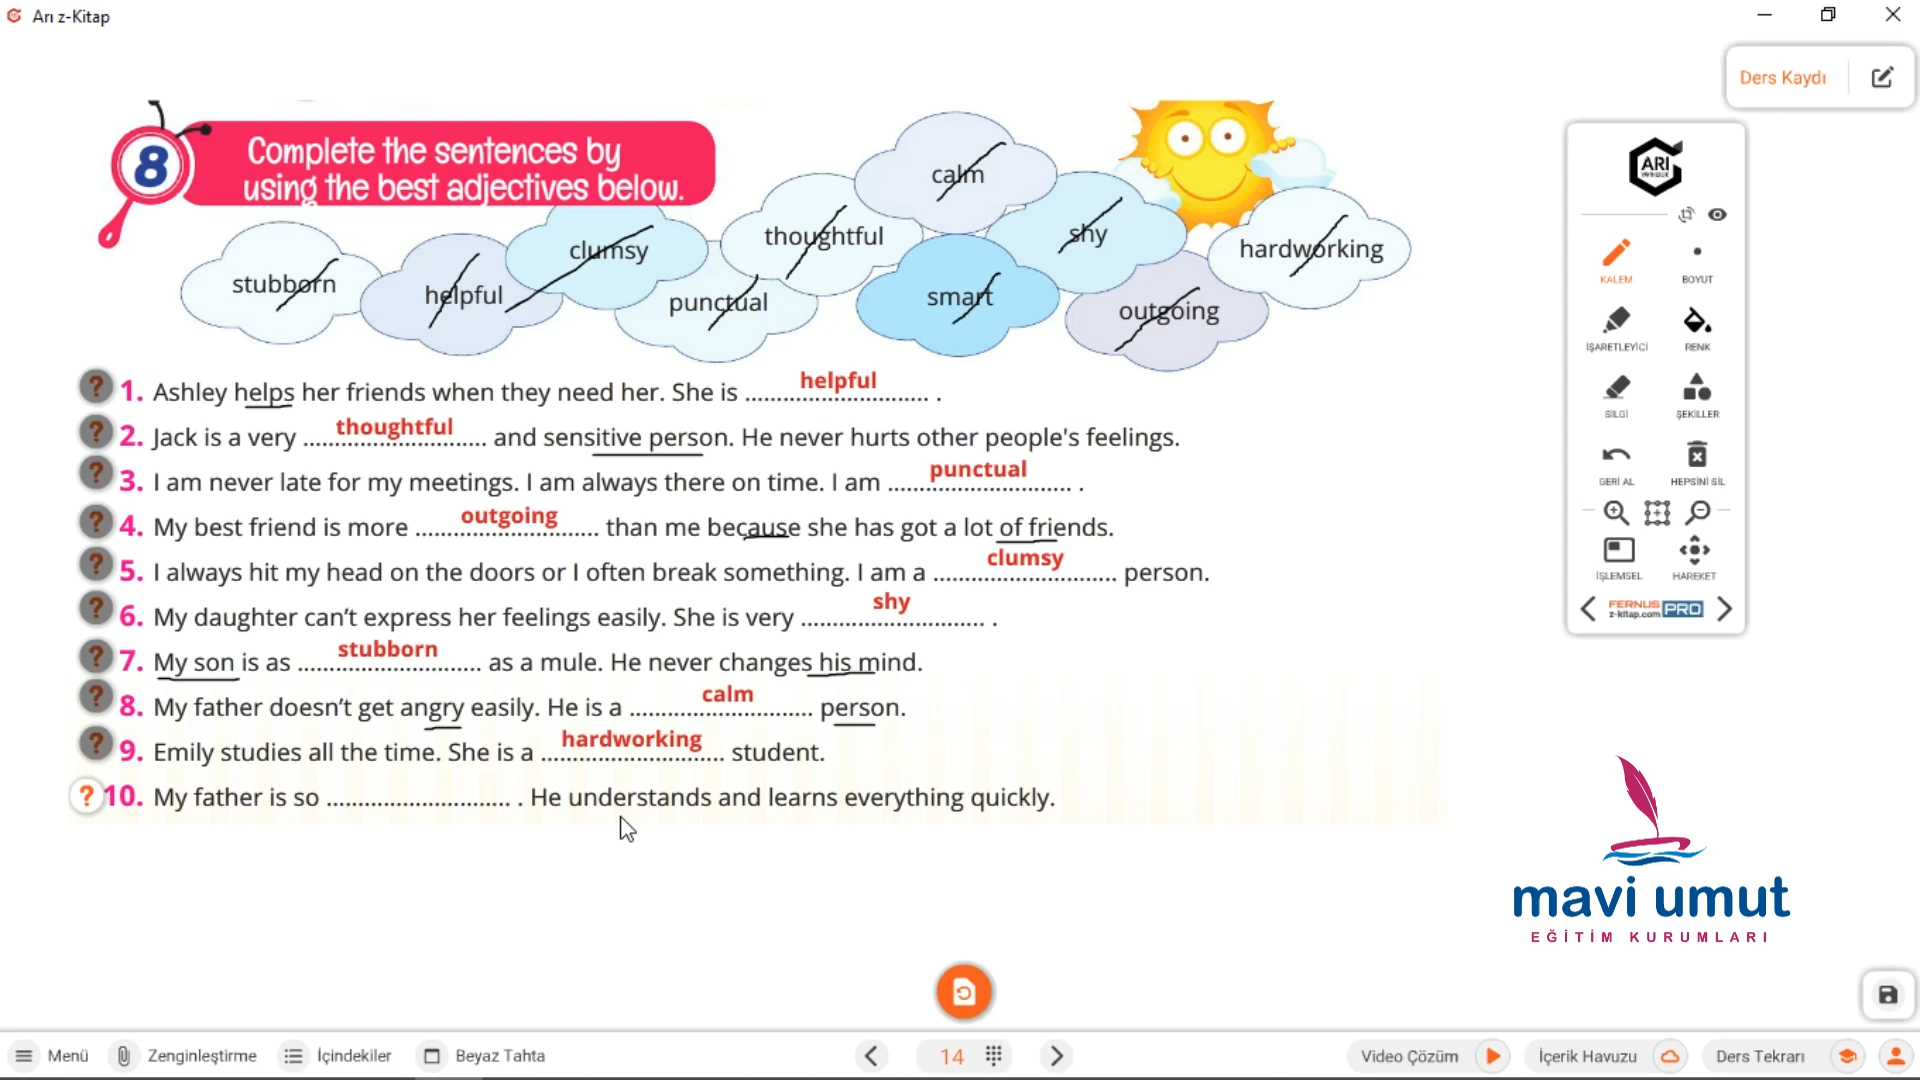 Arı z-Kitap
Ders Kaydı
8
Complete the sentences by
using the best adjectives below.
stubborn
helpful
clumsy
punctual
thoughtful
calm
smart
shy
outgoing
hardworking
? 1. Ashley helps her friends when they need her. She is helpful .
? 2. Jack is a very thoughtful and sensitive person. He never hurts other people's feelings.
? 3. I am never late for my meetings. I am always there on time. I am punctual .
? 4. My best friend is more outgoing than me because she has got a lot of friends.
? 5. I always hit my head on the doors or I often break something. I am a clumsy person.
? 6. My daughter can’t express her feelings easily. She is very shy .
? 7. My son is as stubborn as a mule. He never changes his mind.
? 8. My father doesn’t get angry easily. He is a calm person.
? 9. Emily studies all the time. She is a hardworking student.
? 10. My father is so ............................. . He understands and learns everything quickly.
ARI
KALEM
BOYUT
İŞARETLEYİCİ
RENK
SİLGİ
ŞEKİLLER
GERİ AL
HEPSİNİ SİL
İŞLEMSEL
HAREKET
FERNUS
z-kitap.com
PRO
mavi umut
EĞİTİM KURUMLARI
Menü
Zenginleştirme
İçindekiler
Beyaz Tahta
14
Video Çözüm
İçerik Havuzu
Ders Tekrarı